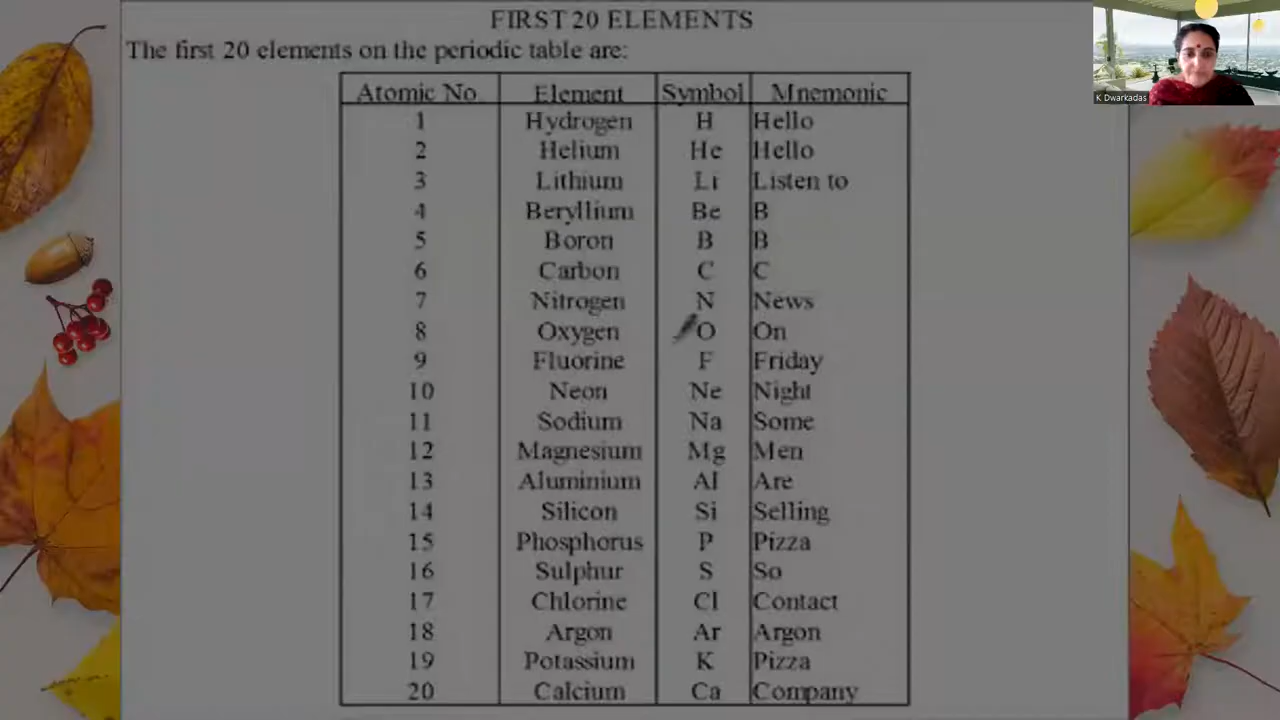 FIRST 20 ELEMENTS
The first 20 elements on the periodic table are:
Atomic No. Element Symbol Mnemonic
1 Hydrogen H Hello
2 Helium He Hello
3 Lithium Li Listen to
4 Beryllium Be B
5 Boron B B
6 Carbon C C
7 Nitrogen N News
8 Oxygen O On
9 Fluorine F Friday
10 Neon Ne Night
11 Sodium Na Some
12 Magnesium Mg Men
13 Aluminium Al Are
14 Silicon Si Selling
15 Phosphorus P Pizza
16 Sulphur S So
17 Chlorine Cl Contact
18 Argon Ar Argon
19 Potassium K Pizza
20 Calcium Ca Company
K Dwarkadas